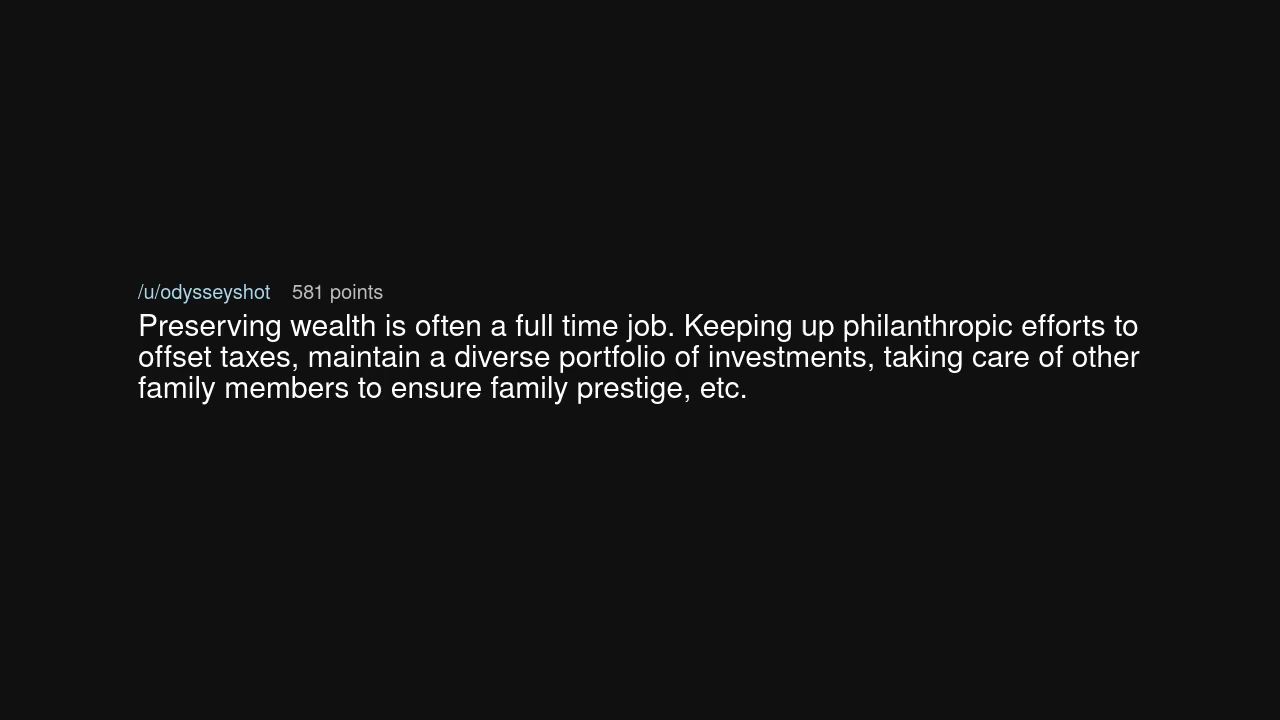 /u/odysseyshot 581 points
Preserving wealth is often a full time job. Keeping up philanthropic efforts to
offset taxes, maintain a diverse portfolio of investments, taking care of other
family members to ensure family prestige, etc.